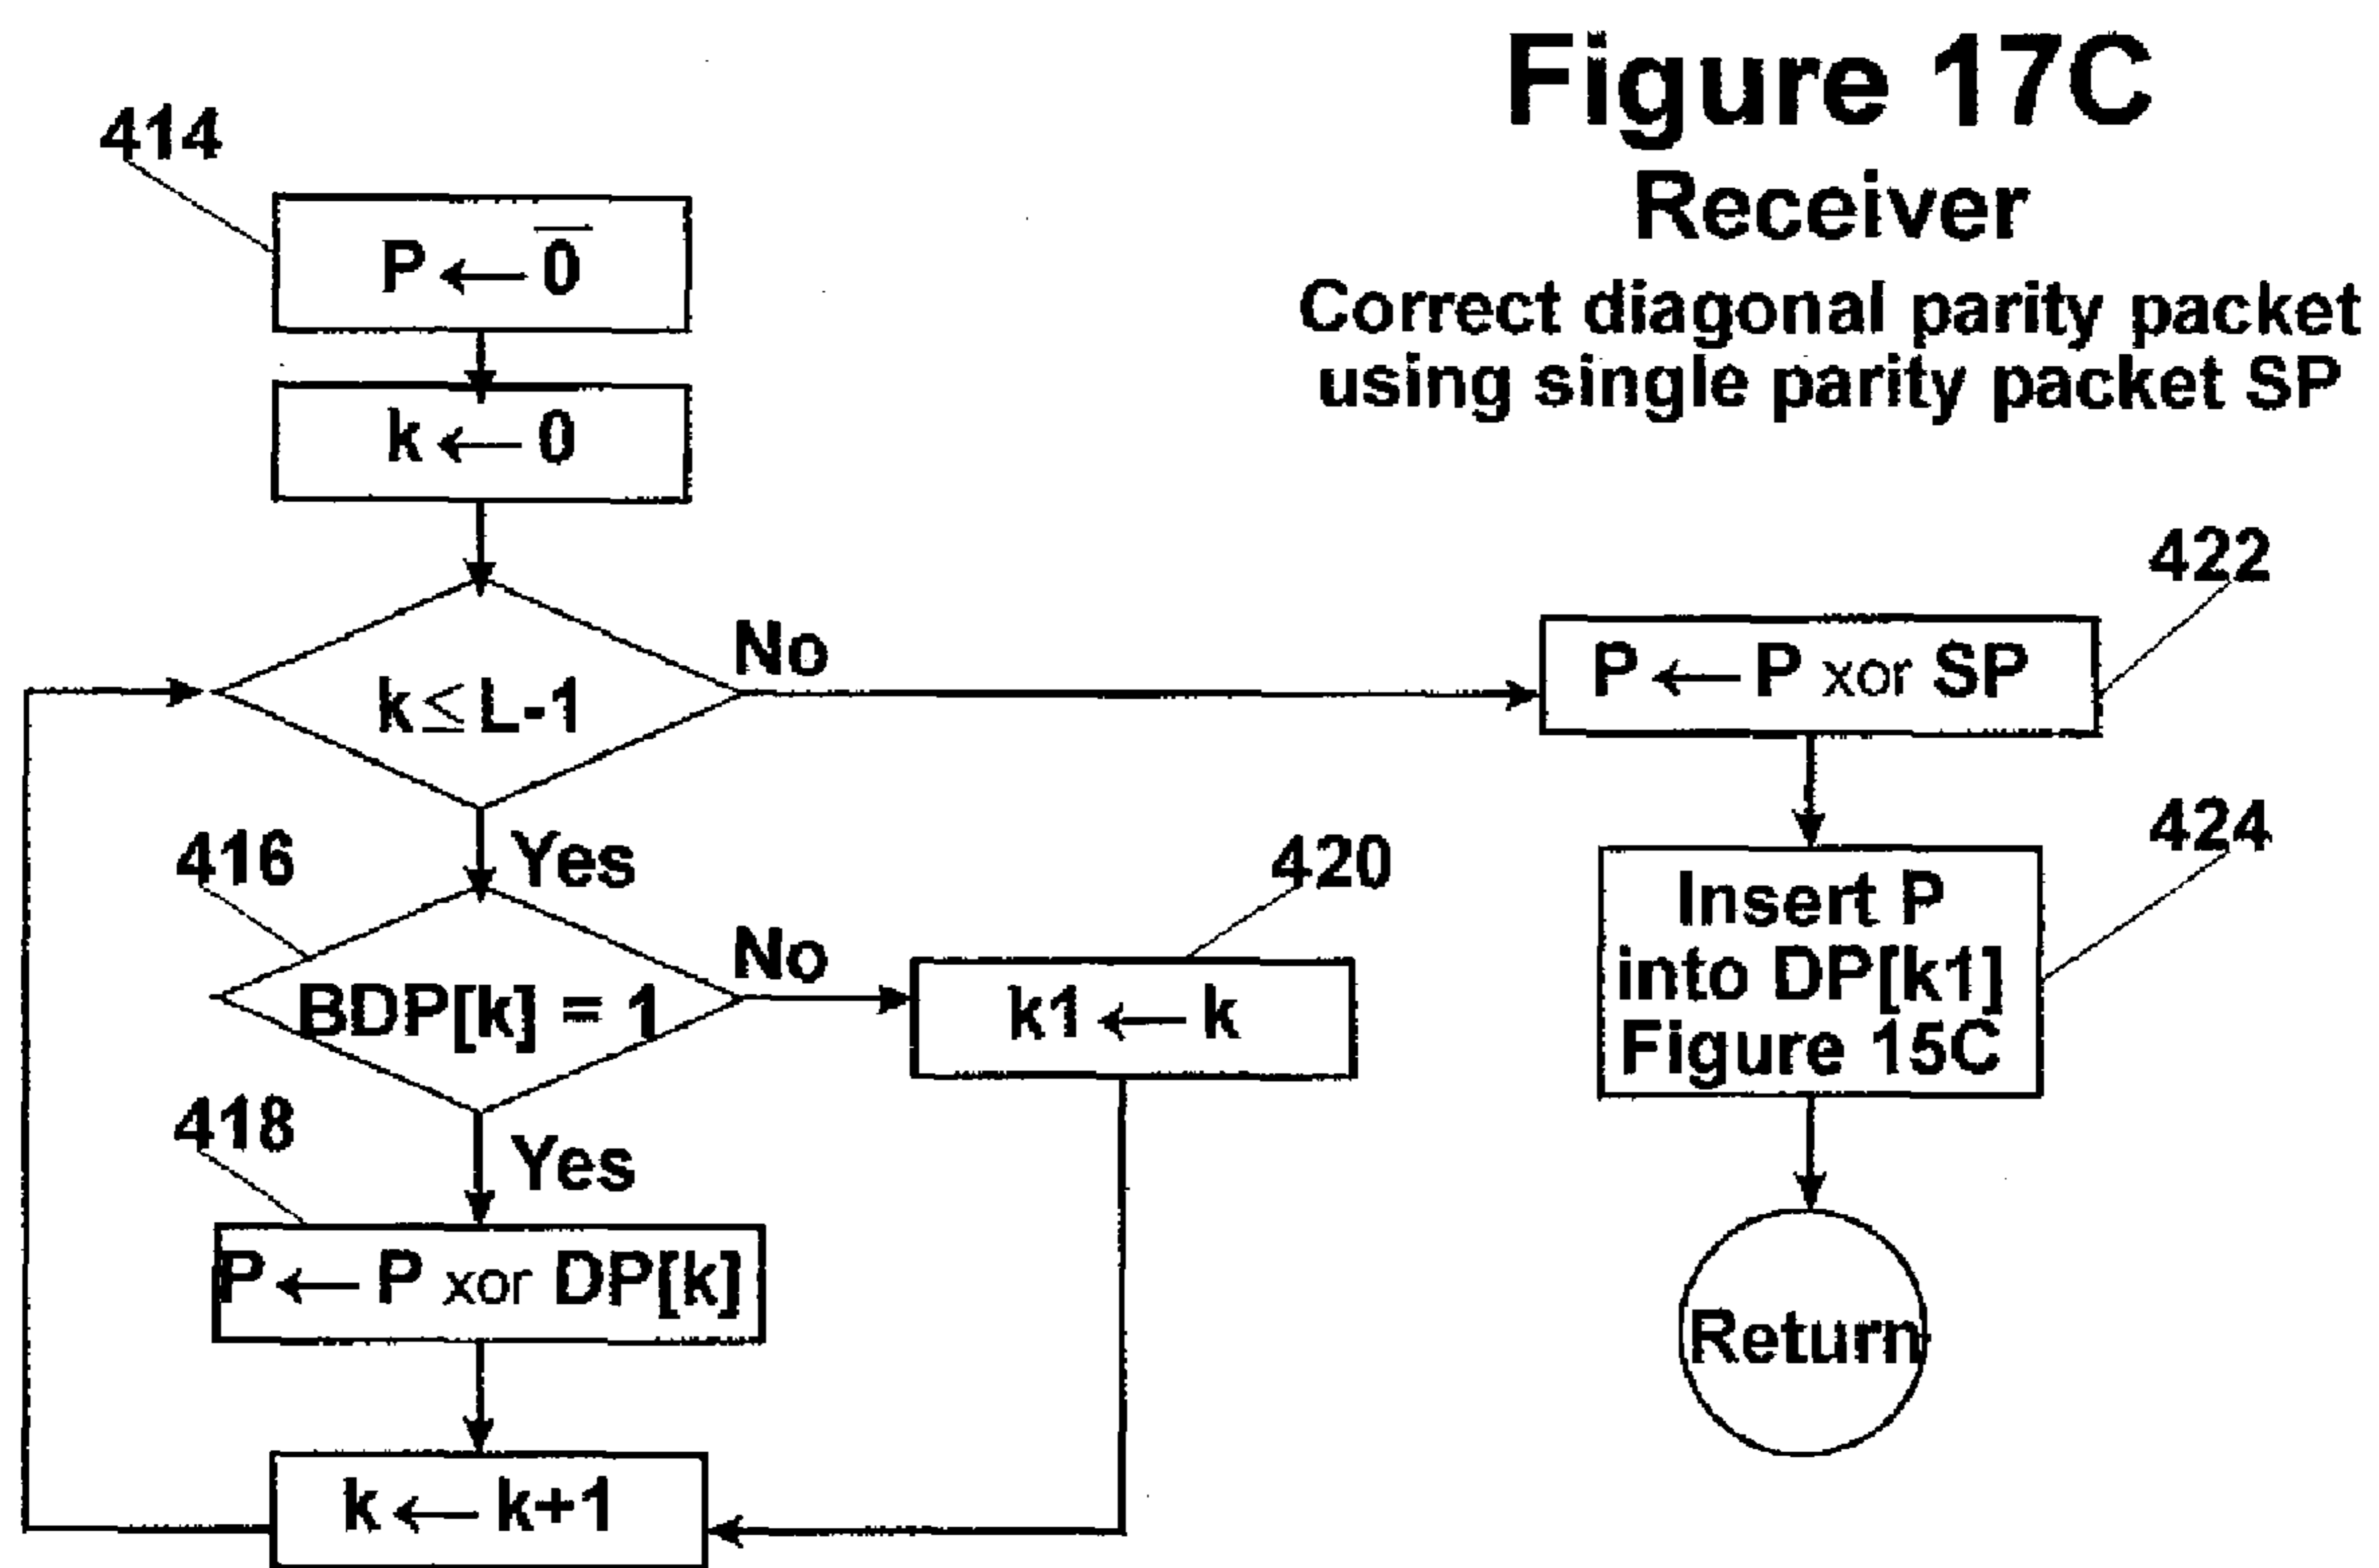 Figure 17C
Receiver
Correct diagonal parity packet
using single parity packet SP
414
P ← 0̅
k ← 0
k ≤ L-1
No
Yes
422
P ← P xor SP
416
BDP[k] = 1
No
Yes
420
k1 ← k
424
Insert P
into DP[k1]
Figure 15C
418
P ← P xor DP[k]
k ← k+1
Return